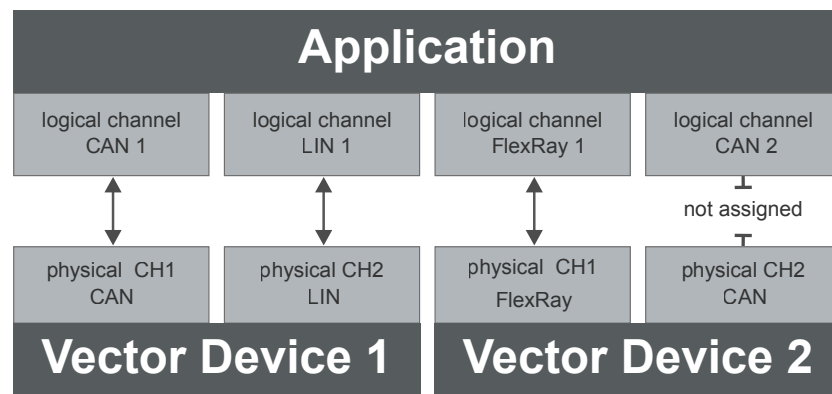 Application
logical channel
CAN 1
logical channel
LIN 1
logical channel
FlexRay 1
logical channel
CAN 2
not assigned
physical CH1
CAN
physical CH2
LIN
physical CH1
FlexRay
physical CH2
CAN
Vector Device 1
Vector Device 2